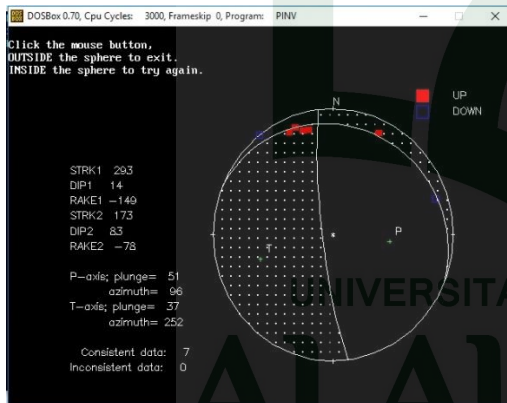 DOSBox 0.70, Cpu Cycles: 3000, Frameskip 0, Program: PINV
Click the mouse button,
OUTSIDE the sphere to exit.
INSIDE the sphere to try again.
UP
DOWN
N
STRK1 293
DIP1 14
RAKE1 -149
STRK2 173
DIP2 83
RAKE2 -78
P
T
P-axis; plunge= 51
azimuth= 96
T-axis; plunge= 37
azimuth= 252
Consistent data: 7
Inconsistent data: 0
UNIVERSITA